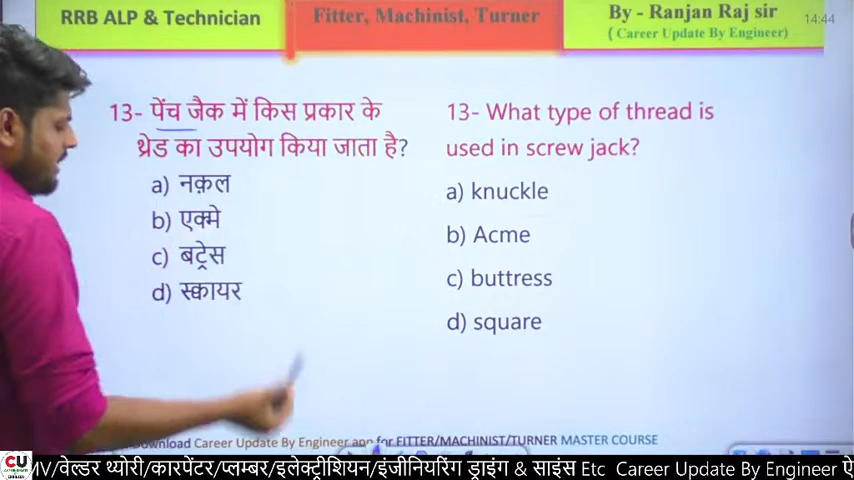 RRB ALP & Technician
Fitter, Machinist, Turner
By - Ranjan Raj sir
( Career Update By Engineer)
14:44
13- पेंच जैक में किस प्रकार के
थ्रेड का उपयोग किया जाता है?
a) नक़ल
b) एक्मे
c) बट्रेस
d) स्क्वायर
13- What type of thread is
used in screw jack?
a) knuckle
b) Acme
c) buttress
d) square
Download Career Update By Engineer app for FITTER/MACHINIST/TURNER MASTER COURSE
CU
MV/वेल्डर थ्योरी/कारपेंटर/प्लम्बर/इलेक्ट्रीशियन/इंजीनियरिंग ड्राइंग & साइंस Etc Career Update By Engineer ऐ